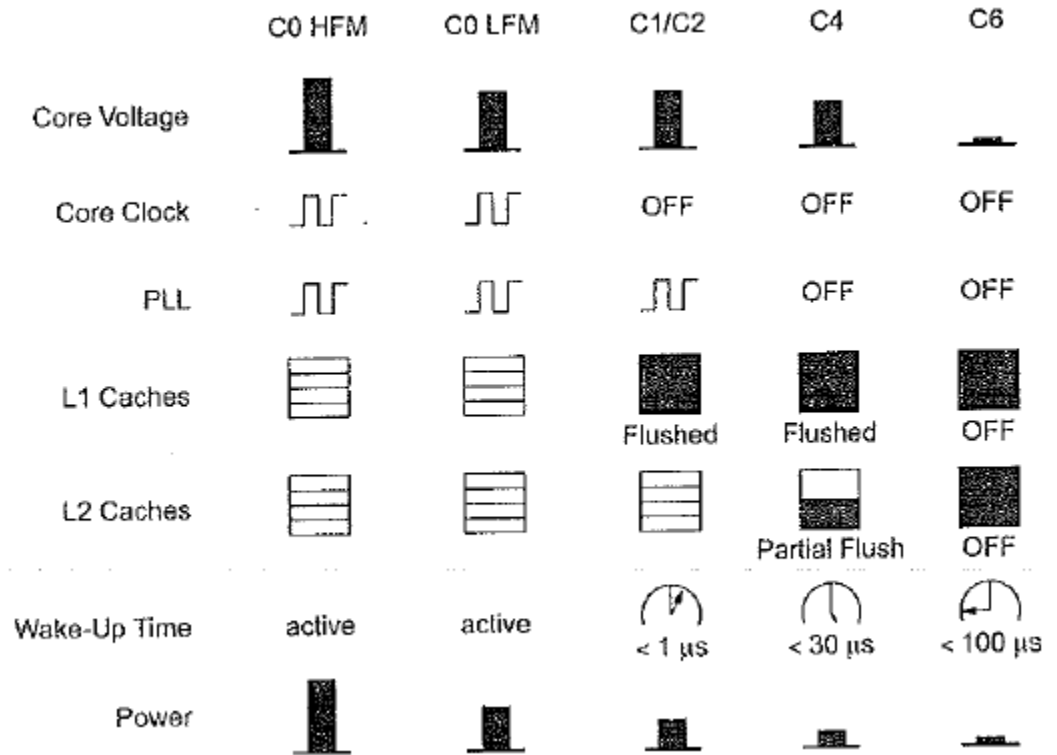 C0 HFM C0 LFM C1/C2 C4 C6
Core Voltage
Core Clock OFF OFF OFF
PLL OFF OFF
L1 Caches
Flushed Flushed OFF
L2 Caches
Partial Flush OFF
Wake-Up Time active active
< 1 μs < 30 μs < 100 μs
Power